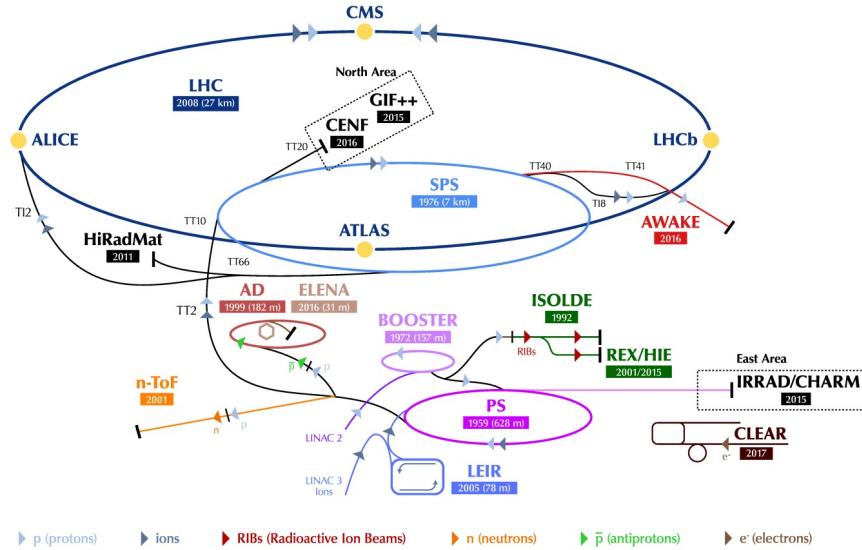 CMS
North Area
LHC
2008 (27 km)
GIF++
2015
CENF
2016
ALICE
LHCb
TT20
TT40
TT41
SPS
1976 (7 km)
TI8
TI2
TT10
AWAKE
2016
ATLAS
HiRadMat
2011
TT66
AD
1999 (182 m)
ELENA
2016 (31 m)
TT2
ISOLDE
1992
BOOSTER
1972 (157 m)
RIBs
REX/HIE
2001/2015
p̅
p
East Area
IRRAD/CHARM
2015
n-ToF
2001
PS
1959 (628 m)
n
p
LINAC 2
CLEAR
2017
e-
LINAC 3
Ions
LEIR
2005 (78 m)
p (protons)
ions
RIBs (Radioactive Ion Beams)
n (neutrons)
p̅ (antiprotons)
e- (electrons)